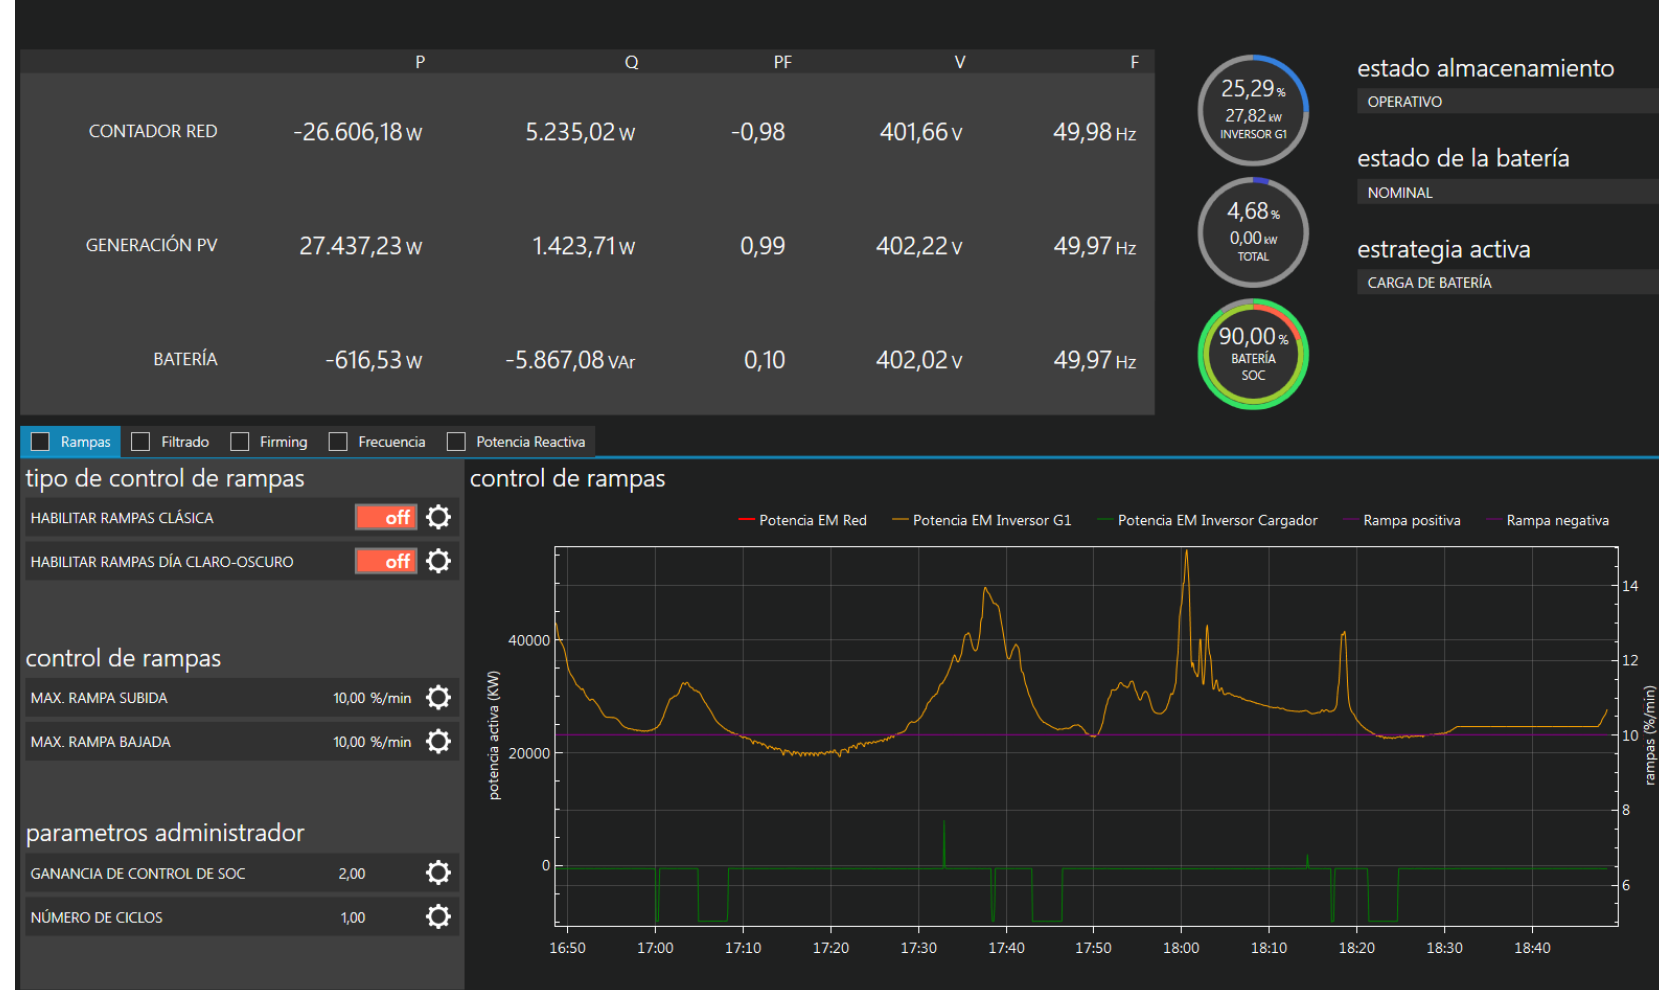 P Q PF V F
CONTADOR RED -26.606,18 W 5.235,02 W -0,98 401,66 V 49,98 Hz
GENERACIÓN PV 27.437,23 W 1.423,71 W 0,99 402,22 V 49,97 Hz
BATERÍA -616,53 W -5.867,08 VAr 0,10 402,02 V 49,97 Hz
25,29 %
27,82 kW
INVERSOR G1
4,68 %
0,00 kW
TOTAL
90,00 %
BATERÍA
SOC
estado almacenamiento
OPERATIVO
estado de la batería
NOMINAL
estrategia activa
CARGA DE BATERÍA
Rampas Filtrado Firming Frecuencia Potencia Reactiva
tipo de control de rampas
HABILITAR RAMPAS CLÁSICA off
HABILITAR RAMPAS DÍA CLARO-OSCURO off
control de rampas
MAX. RAMPA SUBIDA 10,00 %/min
MAX. RAMPA BAJADA 10,00 %/min
parametros administrador
GANANCIA DE CONTROL DE SOC 2,00
NÚMERO DE CICLOS 1,00
control de rampas
Potencia EM Red Potencia EM Inversor G1 Potencia EM Inversor Cargador Rampa positiva Rampa negativa
potencia activa (KW)
40000
20000
0
14
12
10
8
6
rampas (%/min)
16:50 17:00 17:10 17:20 17:30 17:40 17:50 18:00 18:10 18:20 18:30 18:40